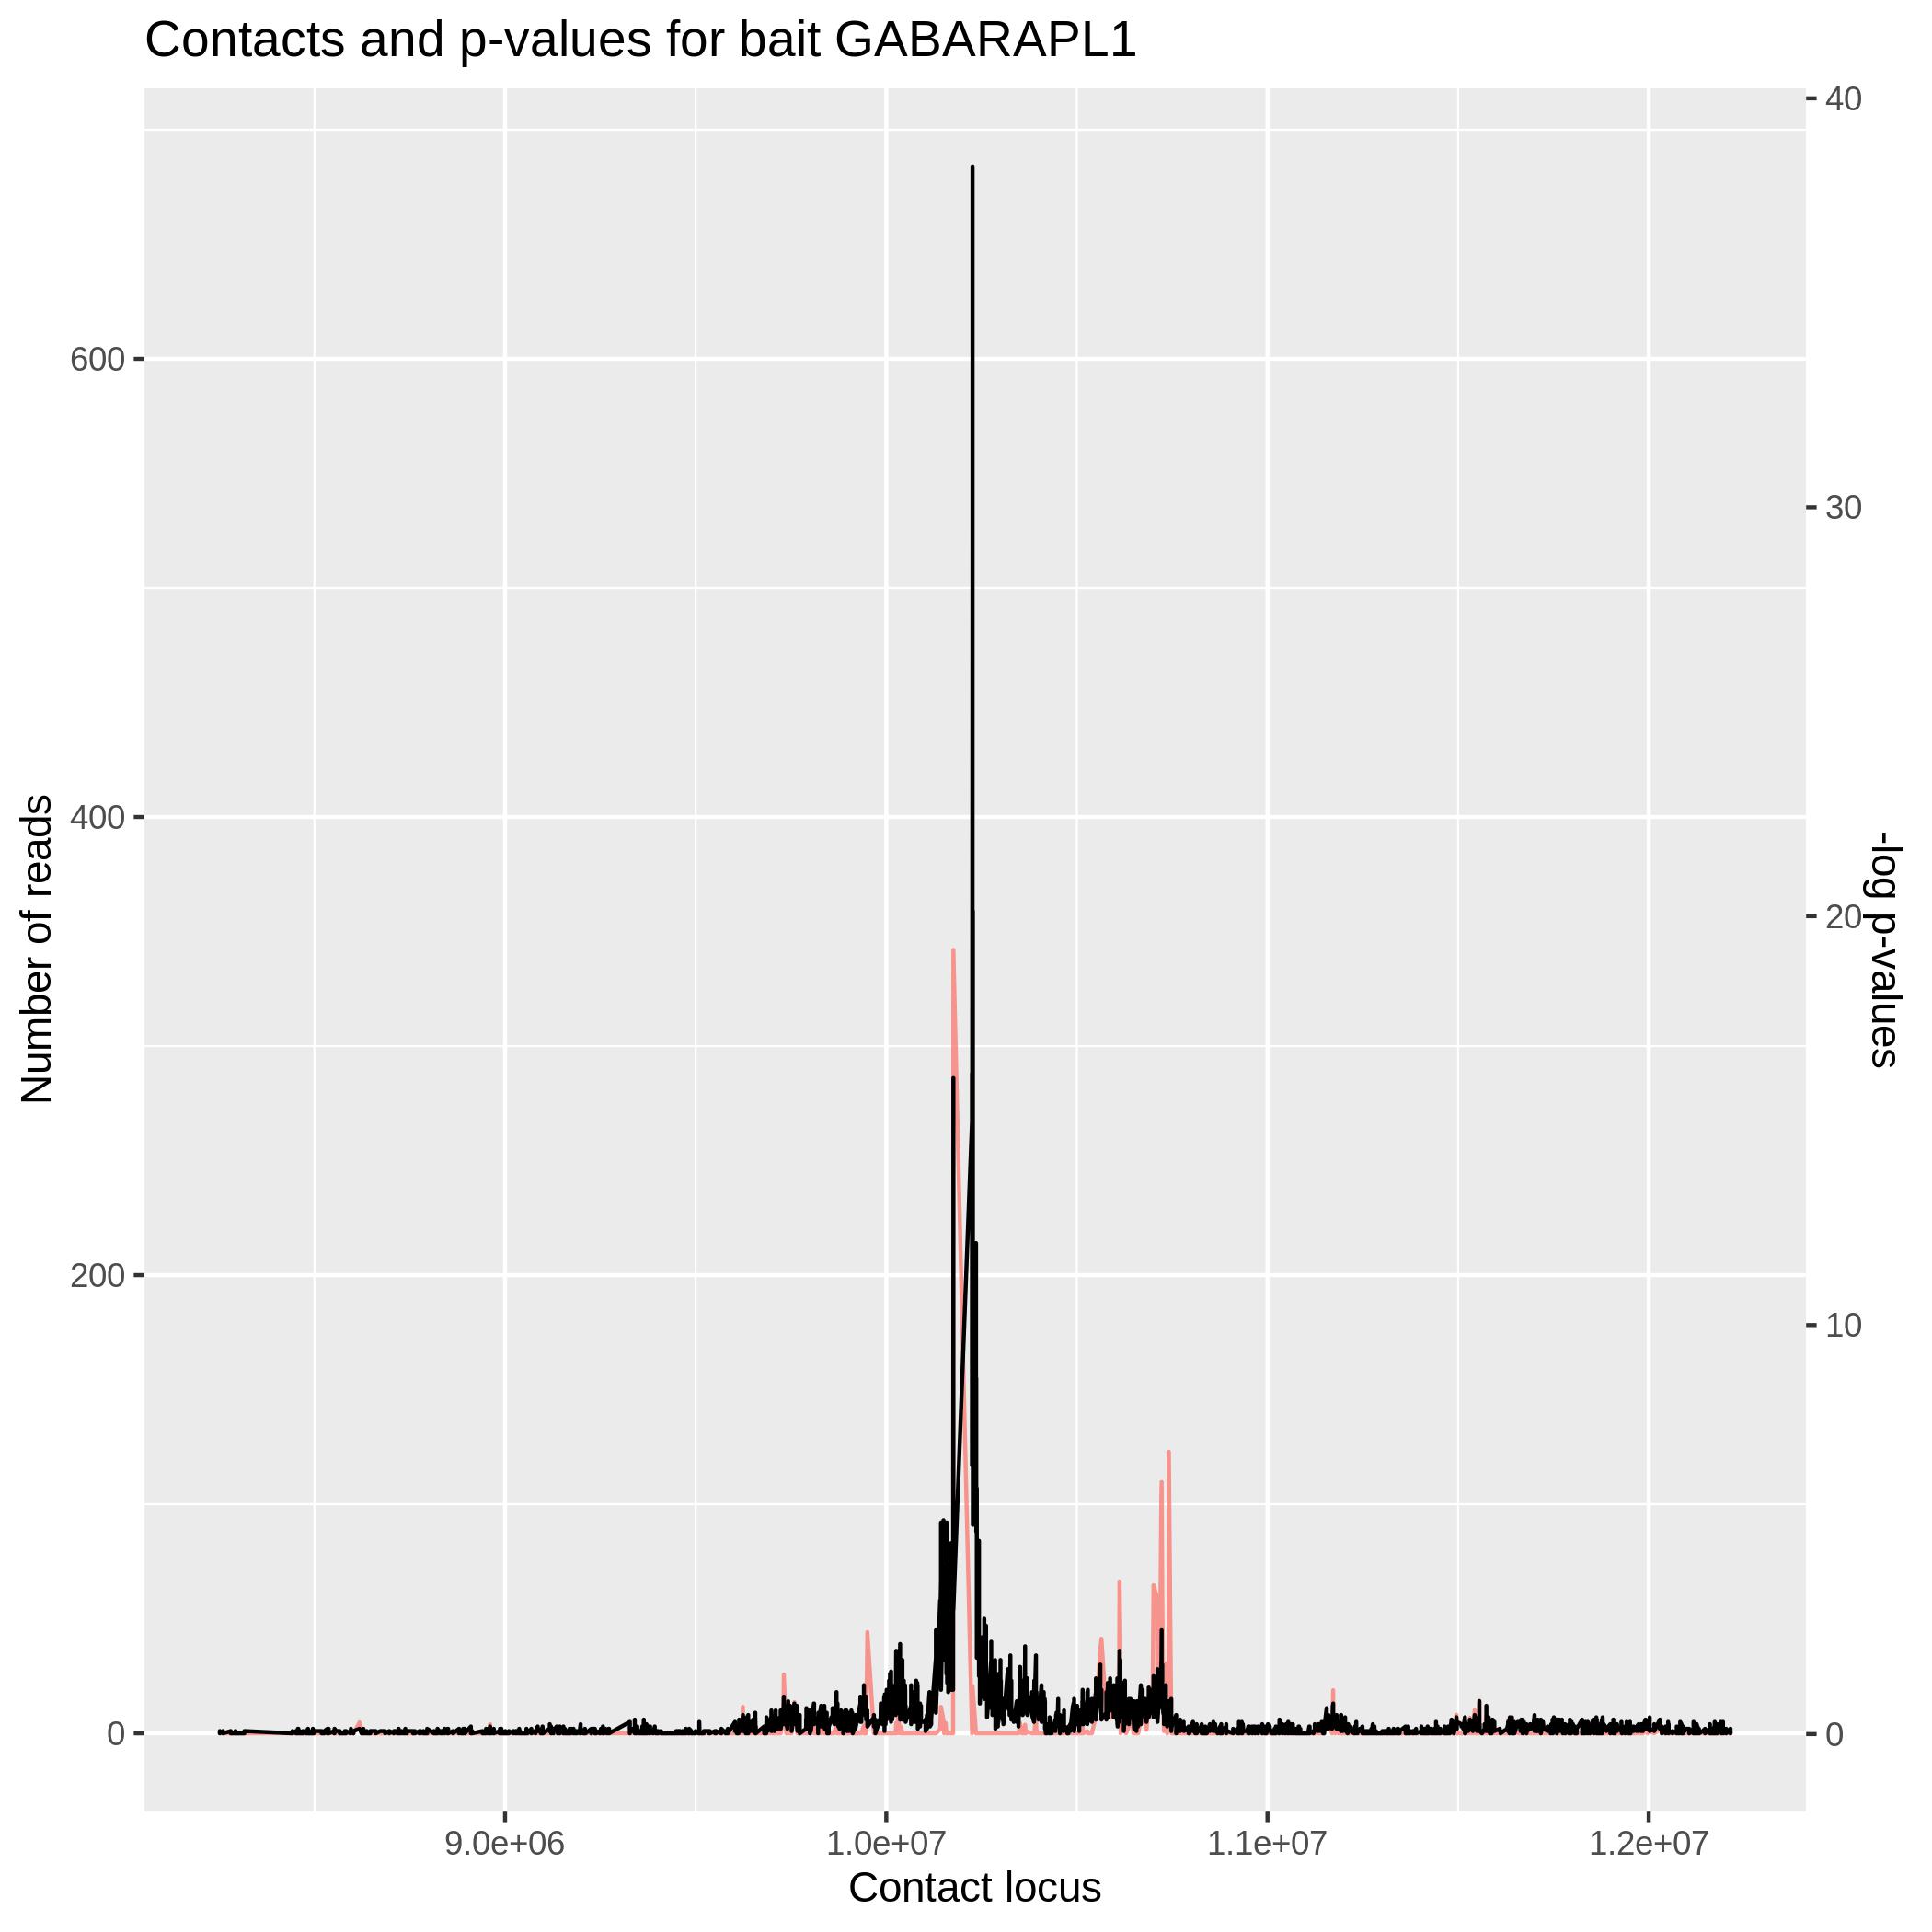 Contacts and p-values for bait GABARAPL1
Number of reads
600
400
200
0
40
30
20
10
0
-log p-values
9.0e+06
1.0e+07
1.1e+07
1.2e+07
Contact locus